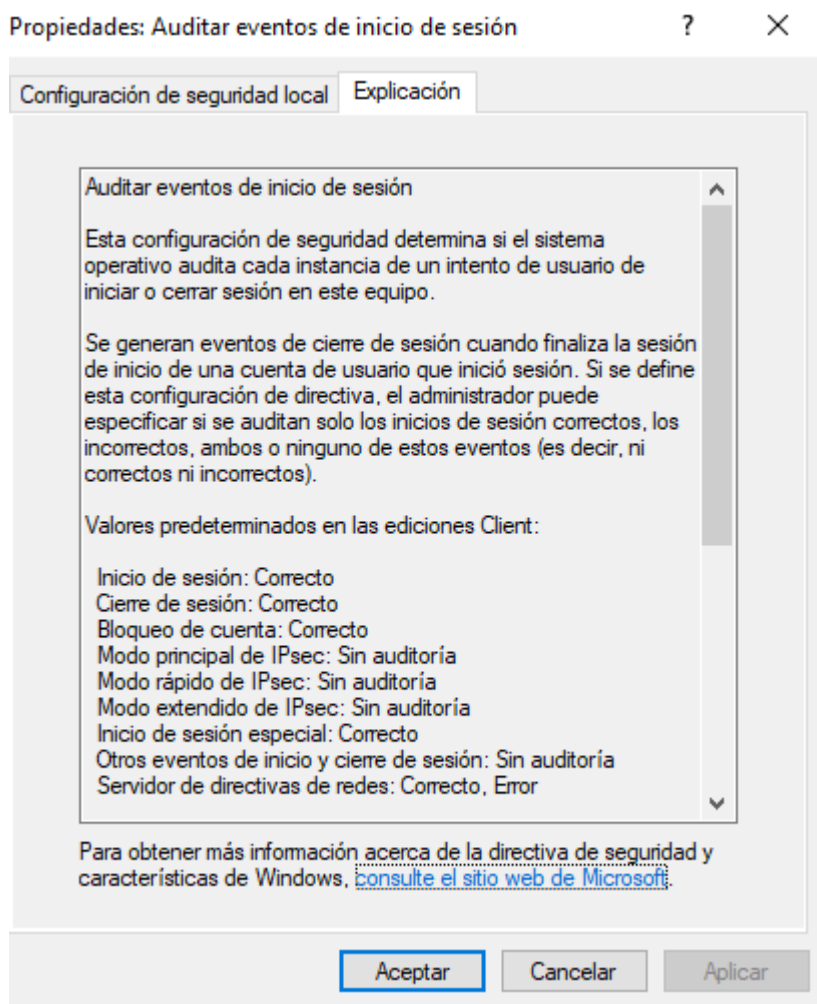 Propiedades: Auditar eventos de inicio de sesión
Configuración de seguridad local
Explicación
Auditar eventos de inicio de sesión
Esta configuración de seguridad determina si el sistema
operativo audita cada instancia de un intento de usuario de
iniciar o cerrar sesión en este equipo.
Se generan eventos de cierre de sesión cuando finaliza la sesión
de inicio de una cuenta de usuario que inició sesión. Si se define
esta configuración de directiva, el administrador puede
especificar si se auditan solo los inicios de sesión correctos, los
incorrectos, ambos o ninguno de estos eventos (es decir, ni
correctos ni incorrectos).
Valores predeterminados en las ediciones Client:
Inicio de sesión: Correcto
Cierre de sesión: Correcto
Bloqueo de cuenta: Correcto
Modo principal de IPsec: Sin auditoría
Modo rápido de IPsec: Sin auditoría
Modo extendido de IPsec: Sin auditoría
Inicio de sesión especial: Correcto
Otros eventos de inicio y cierre de sesión: Sin auditoría
Servidor de directivas de redes: Correcto, Error
Para obtener más información acerca de la directiva de seguridad y
características de Windows, consulte el sitio web de Microsoft.
Aceptar
Cancelar
Aplicar